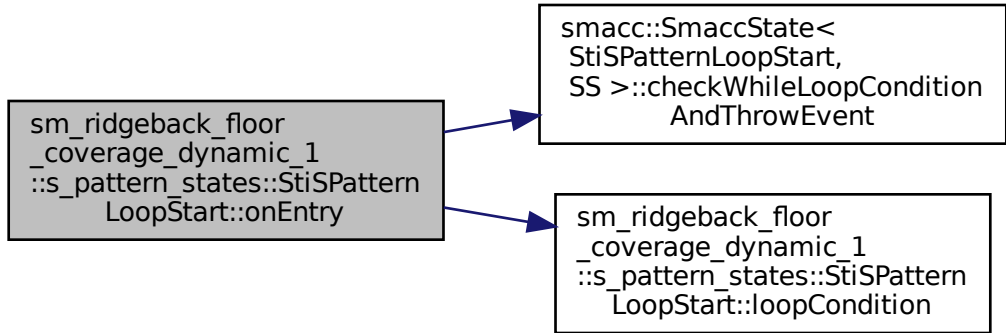 sm_ridgeback_floor
_coverage_dynamic_1
::s_pattern_states::StiSPattern
LoopStart::onEntry
smacc::SmaccState<
StiSPatternLoopStart,
SS >::checkWhileLoopCondition
AndThrowEvent
sm_ridgeback_floor
_coverage_dynamic_1
::s_pattern_states::StiSPattern
LoopStart::loopCondition